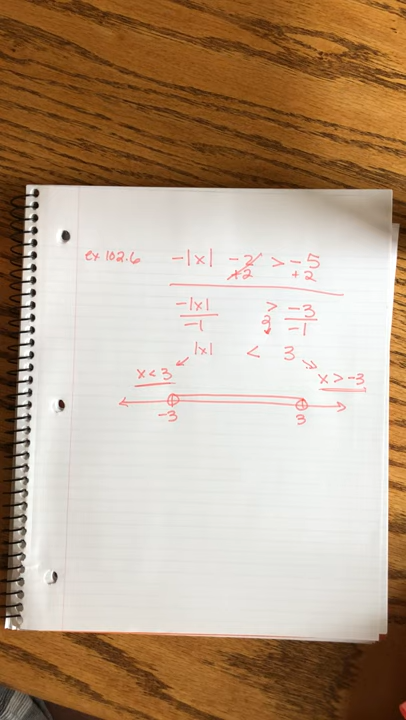 ex 102.6 -|x| -2 > -5
+2 +2
-|x| > -3
-1 -1
|x| < 3
x < 3 x > -3
-3 3